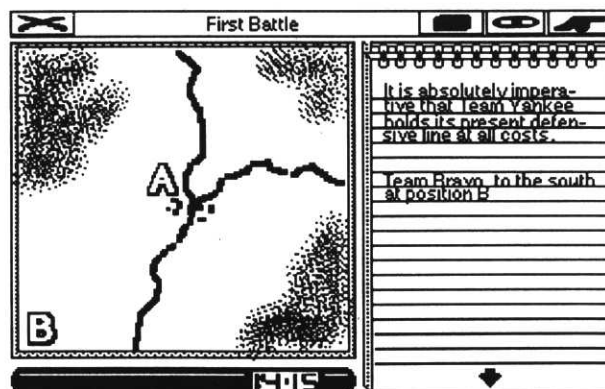 First Battle
A
B
14:15
It is absolutely impera-
tive that Team Yankee
holds its present defen-
sive line at all costs.
Team Bravo, to the south
at position B